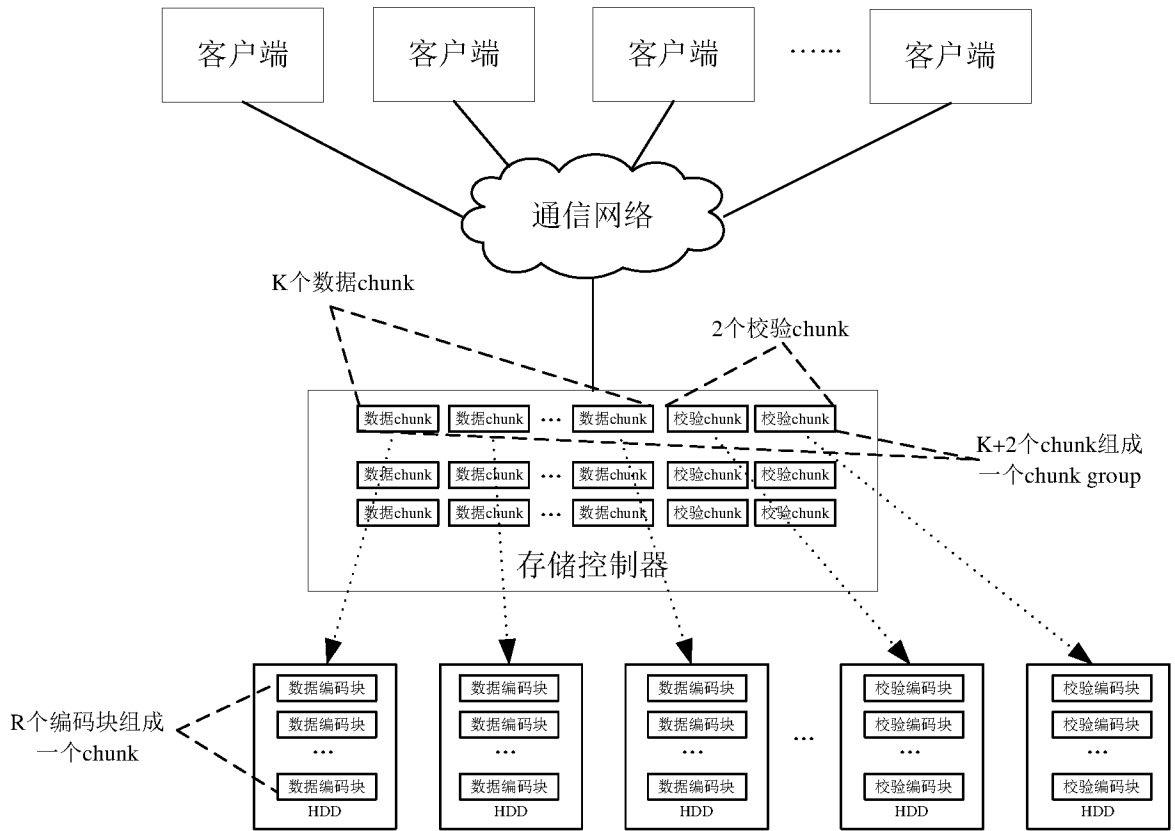 客户端 客户端 客户端 …… 客户端
通信网络
K个数据chunk
2个校验chunk
数据chunk 数据chunk … 数据chunk 校验chunk 校验chunk
K+2个chunk组成
一个chunk group
数据chunk 数据chunk … 数据chunk 校验chunk 校验chunk
数据chunk 数据chunk … 数据chunk 校验chunk 校验chunk
存储控制器
R个编码块组成
一个chunk
数据编码块 数据编码块 数据编码块 校验编码块 校验编码块
数据编码块 数据编码块 数据编码块 校验编码块 校验编码块
… … … … … …
数据编码块 数据编码块 数据编码块 校验编码块 校验编码块
HDD HDD HDD HDD HDD